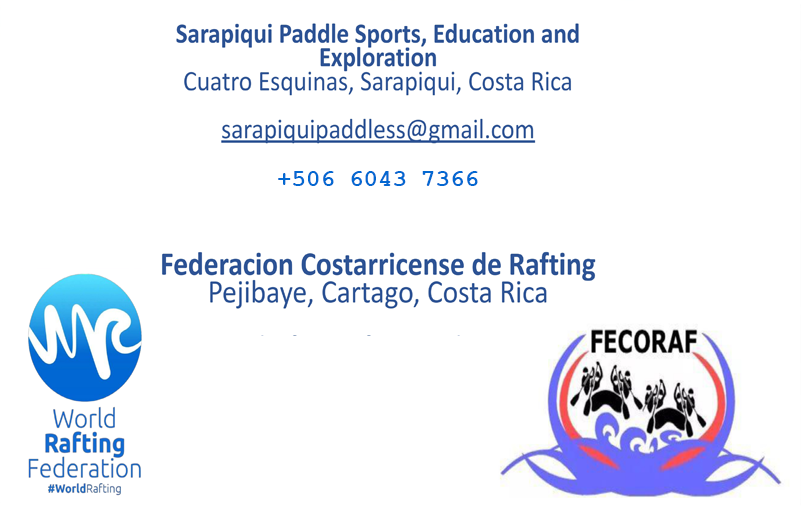 Sarapiqui Paddle Sports, Education and
Exploration
Cuatro Esquinas, Sarapiqui, Costa Rica
sarapiquipaddless@gmail.com
+506 6043 7366
Federacion Costarricense de Rafting
Pejibaye, Cartago, Costa Rica
FECORAF
World
Rafting
Federation
#WorldRafting